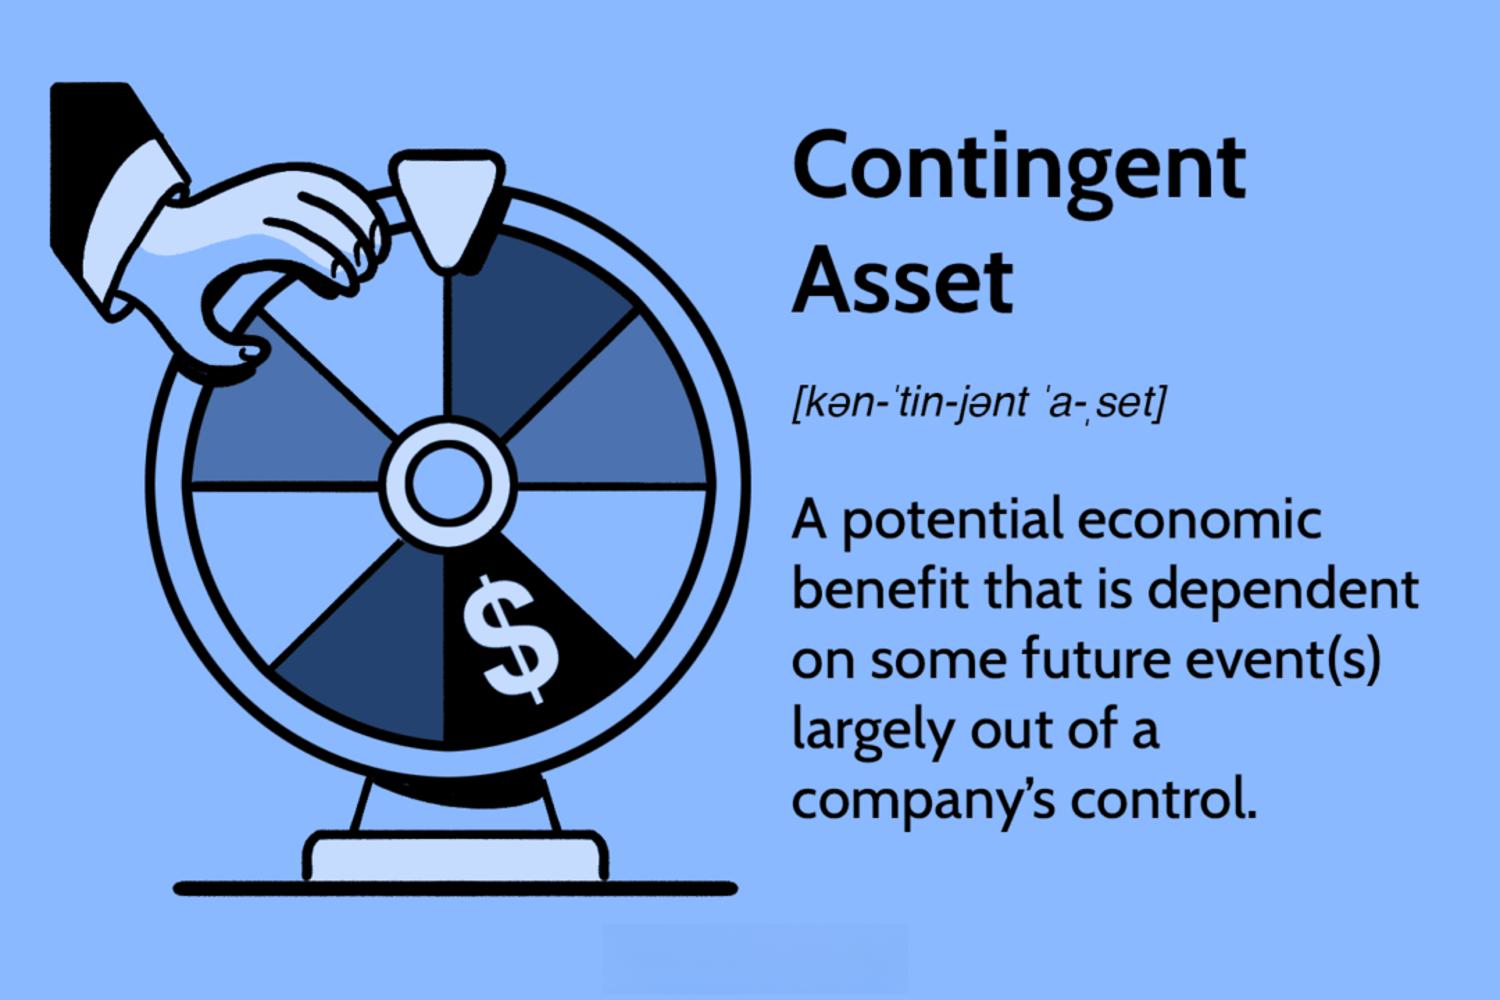 $
Contingent
Asset
[kən-ˈtin-jənt ˈa-ˌset]
A potential economic
benefit that is dependent
on some future event(s)
largely out of a
company’s control.